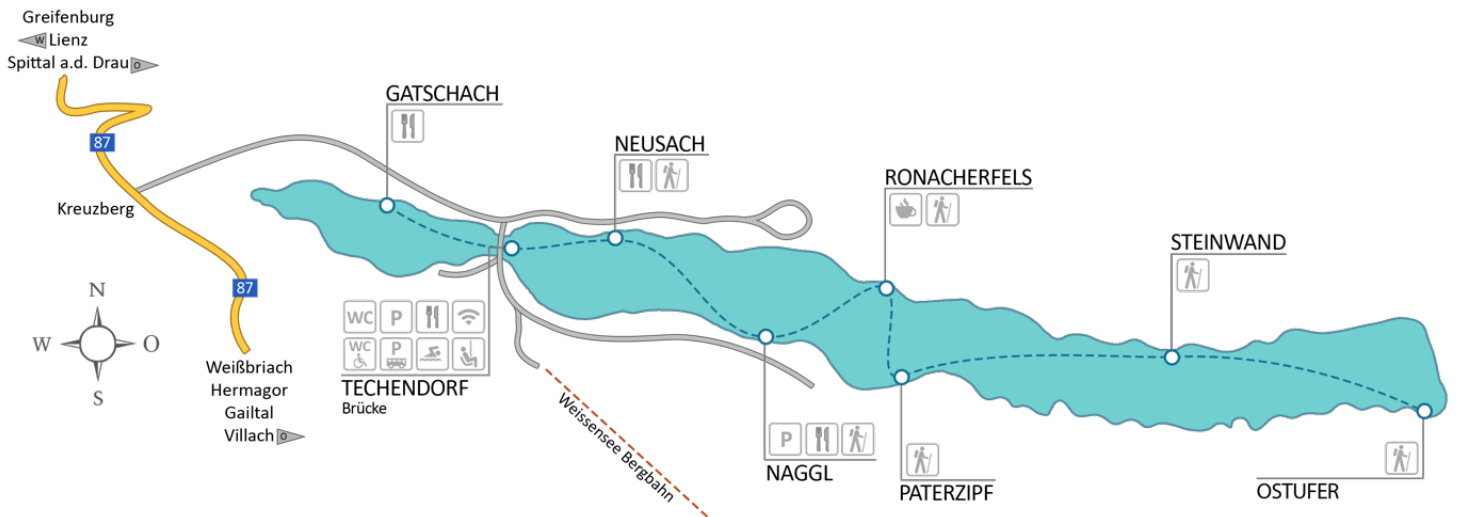 Greifenburg
W Lienz
Spittal a.d. Drau O
87
Kreuzberg
87
N
W O
S
Weißbriach
Hermagor
Gailtal
Villach O
GATSCHACH
NEUSACH
RONACHERFELS
STEINWAND
WC P
WC P
TECHENDORF
Brücke
Weissensee Bergbahn
P
NAGGL
PATERZIPF
OSTUFER